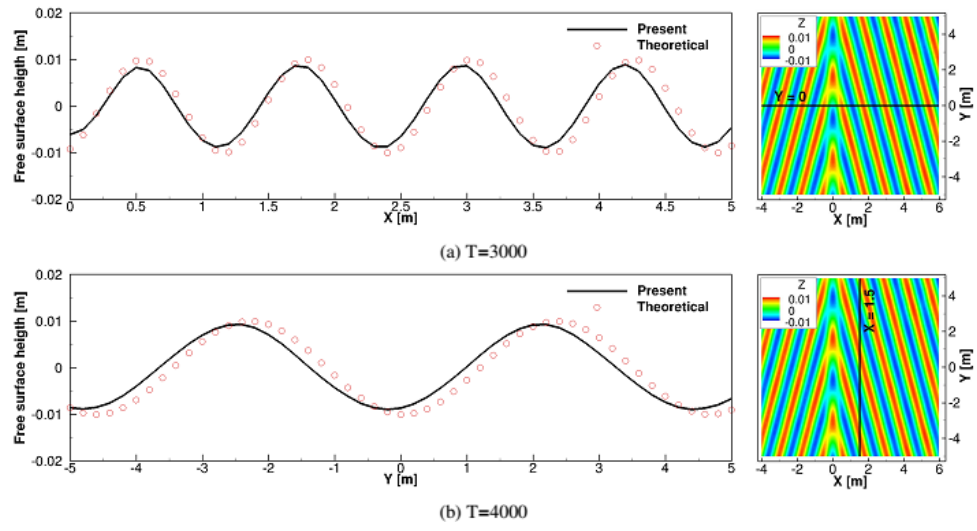 0.02
0.01
0
-0.01
-0.02
Free surface heigth [m]
Present
Theoretical
0 0.5 1 1.5 2 2.5 3 3.5 4 4.5 5
X [m]
Z
0.01
0
-0.01
Y = 0
4
2
0
-2
-4
Y [m]
-4 -2 0 2 4 6
X [m]
(a) T=3000
0.02
0.01
0
-0.01
-0.02
Free surface heigth [m]
Present
Theoretical
-5 -4 -3 -2 -1 0 1 2 3 4 5
Y [m]
Z
0.01
0
-0.01
X = 1.5
4
2
0
-2
-4
Y [m]
-4 -2 0 2 4 6
X [m]
(b) T=4000